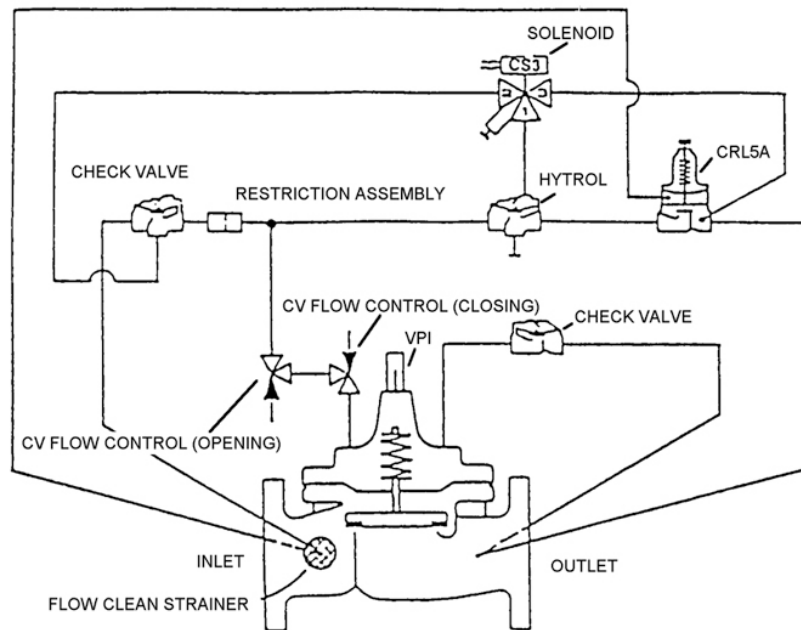 SOLENOID
CS3
1
CRL5A
CHECK VALVE
RESTRICTION ASSEMBLY
HYTROL
CV FLOW CONTROL (CLOSING)
VPI
CHECK VALVE
CV FLOW CONTROL (OPENING)
INLET
OUTLET
FLOW CLEAN STRAINER